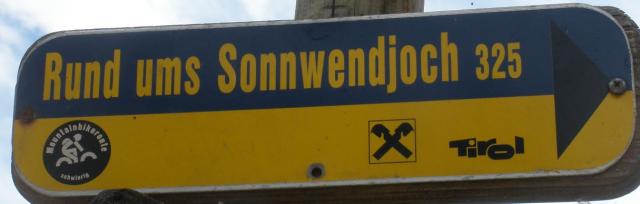 Rund ums Sonnwendjoch 325
Mountainbikeroute
schwierig
Tirol